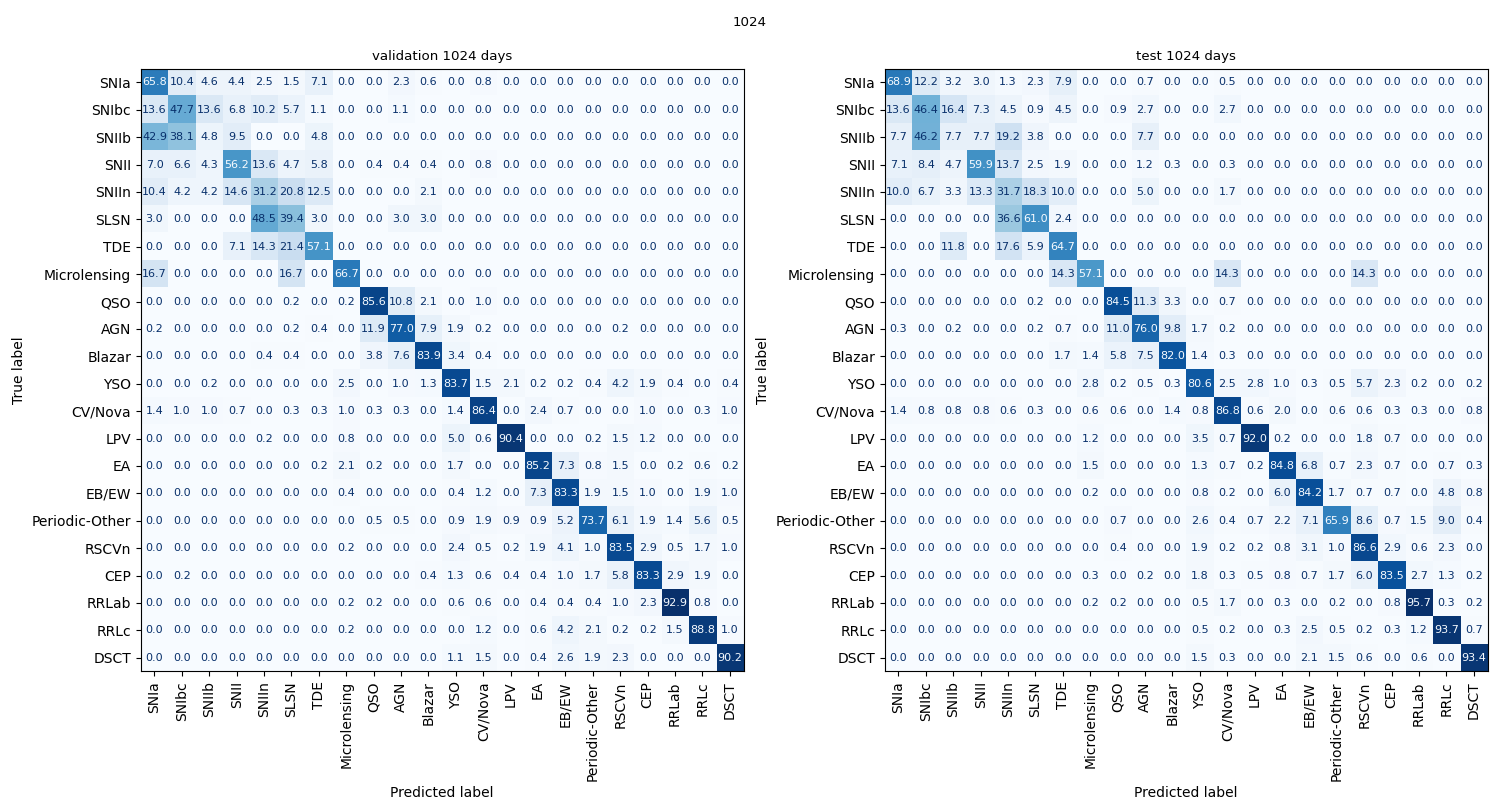 1024
validation 1024 days
True label
SNIa 65.8 10.4 4.6 4.4 2.5 1.5 7.1 0.0 0.0 2.3 0.6 0.0 0.8 0.0 0.0 0.0 0.0 0.0 0.0 0.0 0.0 0.0
SNIbc 13.6 47.7 13.6 6.8 10.2 5.7 1.1 0.0 0.0 1.1 0.0 0.0 0.0 0.0 0.0 0.0 0.0 0.0 0.0 0.0 0.0 0.0
SNIIb 42.9 38.1 4.8 9.5 0.0 0.0 4.8 0.0 0.0 0.0 0.0 0.0 0.0 0.0 0.0 0.0 0.0 0.0 0.0 0.0 0.0 0.0
SNII 7.0 6.6 4.3 56.2 13.6 4.7 5.8 0.0 0.4 0.4 0.4 0.0 0.8 0.0 0.0 0.0 0.0 0.0 0.0 0.0 0.0 0.0
SNIIn 10.4 4.2 4.2 14.6 31.2 20.8 12.5 0.0 0.0 0.0 2.1 0.0 0.0 0.0 0.0 0.0 0.0 0.0 0.0 0.0 0.0 0.0
SLSN 3.0 0.0 0.0 0.0 48.5 39.4 3.0 0.0 0.0 3.0 3.0 0.0 0.0 0.0 0.0 0.0 0.0 0.0 0.0 0.0 0.0 0.0
TDE 0.0 0.0 0.0 7.1 14.3 21.4 57.1 0.0 0.0 0.0 0.0 0.0 0.0 0.0 0.0 0.0 0.0 0.0 0.0 0.0 0.0 0.0
Microlensing 16.7 0.0 0.0 0.0 0.0 16.7 0.0 66.7 0.0 0.0 0.0 0.0 0.0 0.0 0.0 0.0 0.0 0.0 0.0 0.0 0.0 0.0
QSO 0.0 0.0 0.0 0.0 0.0 0.2 0.0 0.2 85.6 10.8 2.1 0.0 1.0 0.0 0.0 0.0 0.0 0.0 0.0 0.0 0.0 0.0
AGN 0.2 0.0 0.0 0.0 0.0 0.2 0.4 0.0 11.9 77.0 7.9 1.9 0.2 0.0 0.0 0.0 0.0 0.2 0.0 0.0 0.0 0.0
Blazar 0.0 0.0 0.0 0.0 0.4 0.4 0.0 0.0 3.8 7.6 83.9 3.4 0.4 0.0 0.0 0.0 0.0 0.0 0.0 0.0 0.0 0.0
YSO 0.0 0.0 0.2 0.0 0.0 0.0 0.0 2.5 0.0 1.0 1.3 83.7 1.5 2.1 0.2 0.2 0.4 4.2 1.9 0.4 0.0 0.4
CV/Nova 1.4 1.0 1.0 0.7 0.0 0.3 0.3 1.0 0.3 0.3 0.0 1.4 86.4 0.0 2.4 0.7 0.0 0.0 1.0 0.0 0.3 1.0
LPV 0.0 0.0 0.0 0.0 0.2 0.0 0.0 0.8 0.0 0.0 0.0 5.0 0.6 90.4 0.0 0.0 0.2 1.5 1.2 0.0 0.0 0.0
EA 0.0 0.0 0.0 0.0 0.0 0.0 0.2 2.1 0.2 0.0 0.0 1.7 0.0 0.0 85.2 7.3 0.8 1.5 0.0 0.2 0.6 0.2
EB/EW 0.0 0.0 0.0 0.0 0.0 0.0 0.0 0.4 0.0 0.0 0.0 0.4 1.2 0.0 7.3 83.3 1.9 1.5 1.0 0.0 1.9 1.0
Periodic-Other 0.0 0.0 0.0 0.0 0.0 0.0 0.0 0.0 0.5 0.5 0.0 0.9 1.9 0.9 0.9 5.2 73.7 6.1 1.9 1.4 5.6 0.5
RSCVn 0.0 0.0 0.0 0.0 0.0 0.0 0.0 0.2 0.0 0.0 0.0 2.4 0.5 0.2 1.9 4.1 1.0 83.5 2.9 0.5 1.7 1.0
CEP 0.0 0.2 0.0 0.0 0.0 0.0 0.0 0.0 0.0 0.0 0.4 1.3 0.6 0.4 0.4 1.0 1.7 5.8 83.3 2.9 1.9 0.0
RRLab 0.0 0.0 0.0 0.0 0.0 0.0 0.0 0.2 0.2 0.0 0.0 0.6 0.6 0.0 0.4 0.4 0.4 1.0 2.3 92.9 0.8 0.0
RRLc 0.0 0.0 0.0 0.0 0.0 0.0 0.0 0.2 0.0 0.0 0.0 0.0 1.2 0.0 0.6 4.2 2.1 0.2 0.2 1.5 88.8 1.0
DSCT 0.0 0.0 0.0 0.0 0.0 0.0 0.0 0.0 0.0 0.0 0.0 1.1 1.5 0.0 0.4 2.6 1.9 2.3 0.0 0.0 0.0 90.2
SNIa SNIbc SNIIb SNII SNIIn SLSN TDE Microlensing QSO AGN Blazar YSO CV/Nova LPV EA EB/EW Periodic-Other RSCVn CEP RRLab RRLc DSCT
Predicted label
test 1024 days
True label
SNIa 68.9 12.2 3.2 3.0 1.3 2.3 7.9 0.0 0.0 0.7 0.0 0.0 0.5 0.0 0.0 0.0 0.0 0.0 0.0 0.0 0.0 0.0
SNIbc 13.6 46.4 16.4 7.3 4.5 0.9 4.5 0.0 0.9 2.7 0.0 0.0 2.7 0.0 0.0 0.0 0.0 0.0 0.0 0.0 0.0 0.0
SNIIb 7.7 46.2 7.7 7.7 19.2 3.8 0.0 0.0 0.0 7.7 0.0 0.0 0.0 0.0 0.0 0.0 0.0 0.0 0.0 0.0 0.0 0.0
SNII 7.1 8.4 4.7 59.9 13.7 2.5 1.9 0.0 0.0 1.2 0.3 0.0 0.3 0.0 0.0 0.0 0.0 0.0 0.0 0.0 0.0 0.0
SNIIn 10.0 6.7 3.3 13.3 31.7 18.3 10.0 0.0 0.0 5.0 0.0 0.0 1.7 0.0 0.0 0.0 0.0 0.0 0.0 0.0 0.0 0.0
SLSN 0.0 0.0 0.0 0.0 36.6 61.0 2.4 0.0 0.0 0.0 0.0 0.0 0.0 0.0 0.0 0.0 0.0 0.0 0.0 0.0 0.0 0.0
TDE 0.0 0.0 11.8 0.0 17.6 5.9 64.7 0.0 0.0 0.0 0.0 0.0 0.0 0.0 0.0 0.0 0.0 0.0 0.0 0.0 0.0 0.0
Microlensing 0.0 0.0 0.0 0.0 0.0 0.0 14.3 57.1 0.0 0.0 0.0 0.0 14.3 0.0 0.0 0.0 0.0 14.3 0.0 0.0 0.0 0.0
QSO 0.0 0.0 0.0 0.0 0.0 0.2 0.0 0.0 84.5 11.3 3.3 0.0 0.7 0.0 0.0 0.0 0.0 0.0 0.0 0.0 0.0 0.0
AGN 0.3 0.0 0.2 0.0 0.0 0.0 0.7 0.0 11.0 76.0 9.8 1.7 0.2 0.0 0.0 0.0 0.0 0.0 0.0 0.0 0.0 0.0
Blazar 0.0 0.0 0.0 0.0 0.0 0.0 1.7 1.4 5.8 7.5 82.0 1.4 0.3 0.0 0.0 0.0 0.0 0.0 0.0 0.0 0.0 0.0
YSO 0.0 0.0 0.0 0.0 0.0 0.0 0.0 2.8 0.2 0.5 0.3 80.6 2.5 2.8 1.0 0.3 0.5 5.7 2.3 0.2 0.0 0.2
CV/Nova 1.4 0.8 0.8 0.8 0.6 0.3 0.0 0.6 0.6 0.0 1.4 0.8 86.8 0.6 2.0 0.0 0.6 0.6 0.3 0.3 0.0 0.8
LPV 0.0 0.0 0.0 0.0 0.0 0.0 0.0 1.2 0.0 0.0 0.0 3.5 0.7 92.0 0.2 0.0 0.0 1.8 0.7 0.0 0.0 0.0
EA 0.0 0.0 0.0 0.0 0.0 0.0 0.0 1.5 0.0 0.0 0.0 1.3 0.7 0.2 84.8 6.8 0.7 2.3 0.7 0.0 0.7 0.3
EB/EW 0.0 0.0 0.0 0.0 0.0 0.0 0.0 0.2 0.0 0.0 0.0 0.8 0.2 0.0 6.0 84.2 1.7 0.7 0.7 0.0 4.8 0.8
Periodic-Other 0.0 0.0 0.0 0.0 0.0 0.0 0.0 0.0 0.7 0.0 0.0 2.6 0.4 0.7 2.2 7.1 65.9 8.6 0.7 1.5 9.0 0.4
RSCVn 0.0 0.0 0.0 0.0 0.0 0.0 0.0 0.0 0.4 0.0 0.0 1.9 0.2 0.2 0.8 3.1 1.0 86.6 2.9 0.6 2.3 0.0
CEP 0.0 0.0 0.0 0.0 0.0 0.0 0.0 0.3 0.0 0.2 0.0 1.8 0.3 0.5 0.8 0.7 1.7 6.0 83.5 2.7 1.3 0.2
RRLab 0.0 0.0 0.0 0.0 0.0 0.0 0.0 0.2 0.2 0.0 0.0 0.5 1.7 0.0 0.3 0.0 0.2 0.0 0.8 95.7 0.3 0.2
RRLc 0.0 0.0 0.0 0.0 0.0 0.0 0.0 0.0 0.0 0.0 0.0 0.5 0.2 0.0 0.3 2.5 0.5 0.2 0.3 1.2 93.7 0.7
DSCT 0.0 0.0 0.0 0.0 0.0 0.0 0.0 0.0 0.0 0.0 0.0 1.5 0.3 0.0 0.0 2.1 1.5 0.6 0.0 0.6 0.0 93.4
SNIa SNIbc SNIIb SNII SNIIn SLSN TDE Microlensing QSO AGN Blazar YSO CV/Nova LPV EA EB/EW Periodic-Other RSCVn CEP RRLab RRLc DSCT
Predicted label